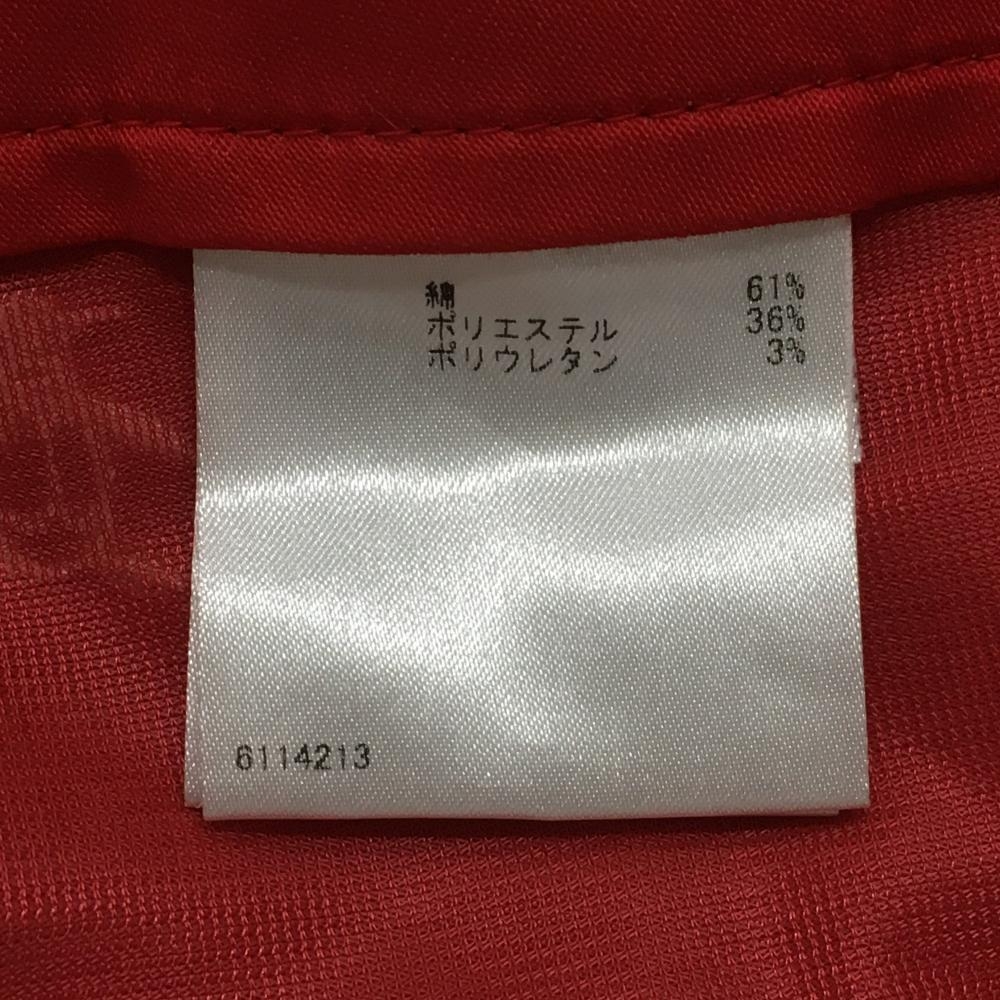 綿 61%
ポリエステル 36%
ポリウレタン 3%
6114213